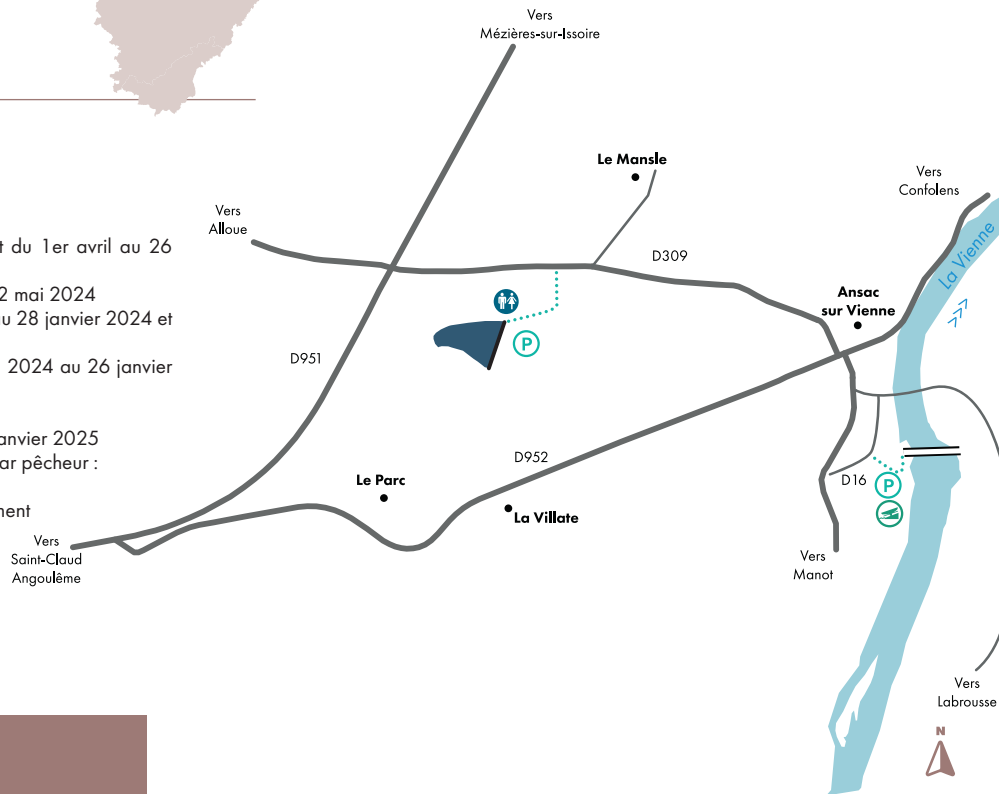 t du 1er avril au 26
2 mai 2024
au 28 janvier 2024 et
2024 au 26 janvier
anvier 2025
ar pêcheur :
ment
Vers
Mézières-sur-Issoire
Le Mansle
Vers
Confolens
Vers
Alloue
D309
La Vienne
>>>
Ansac
sur Vienne
P
D951
D952
Le Parc
La Villate
D16
P
Vers
Saint-Claud
Angoulême
Vers
Manot
Vers
Labrousse
N